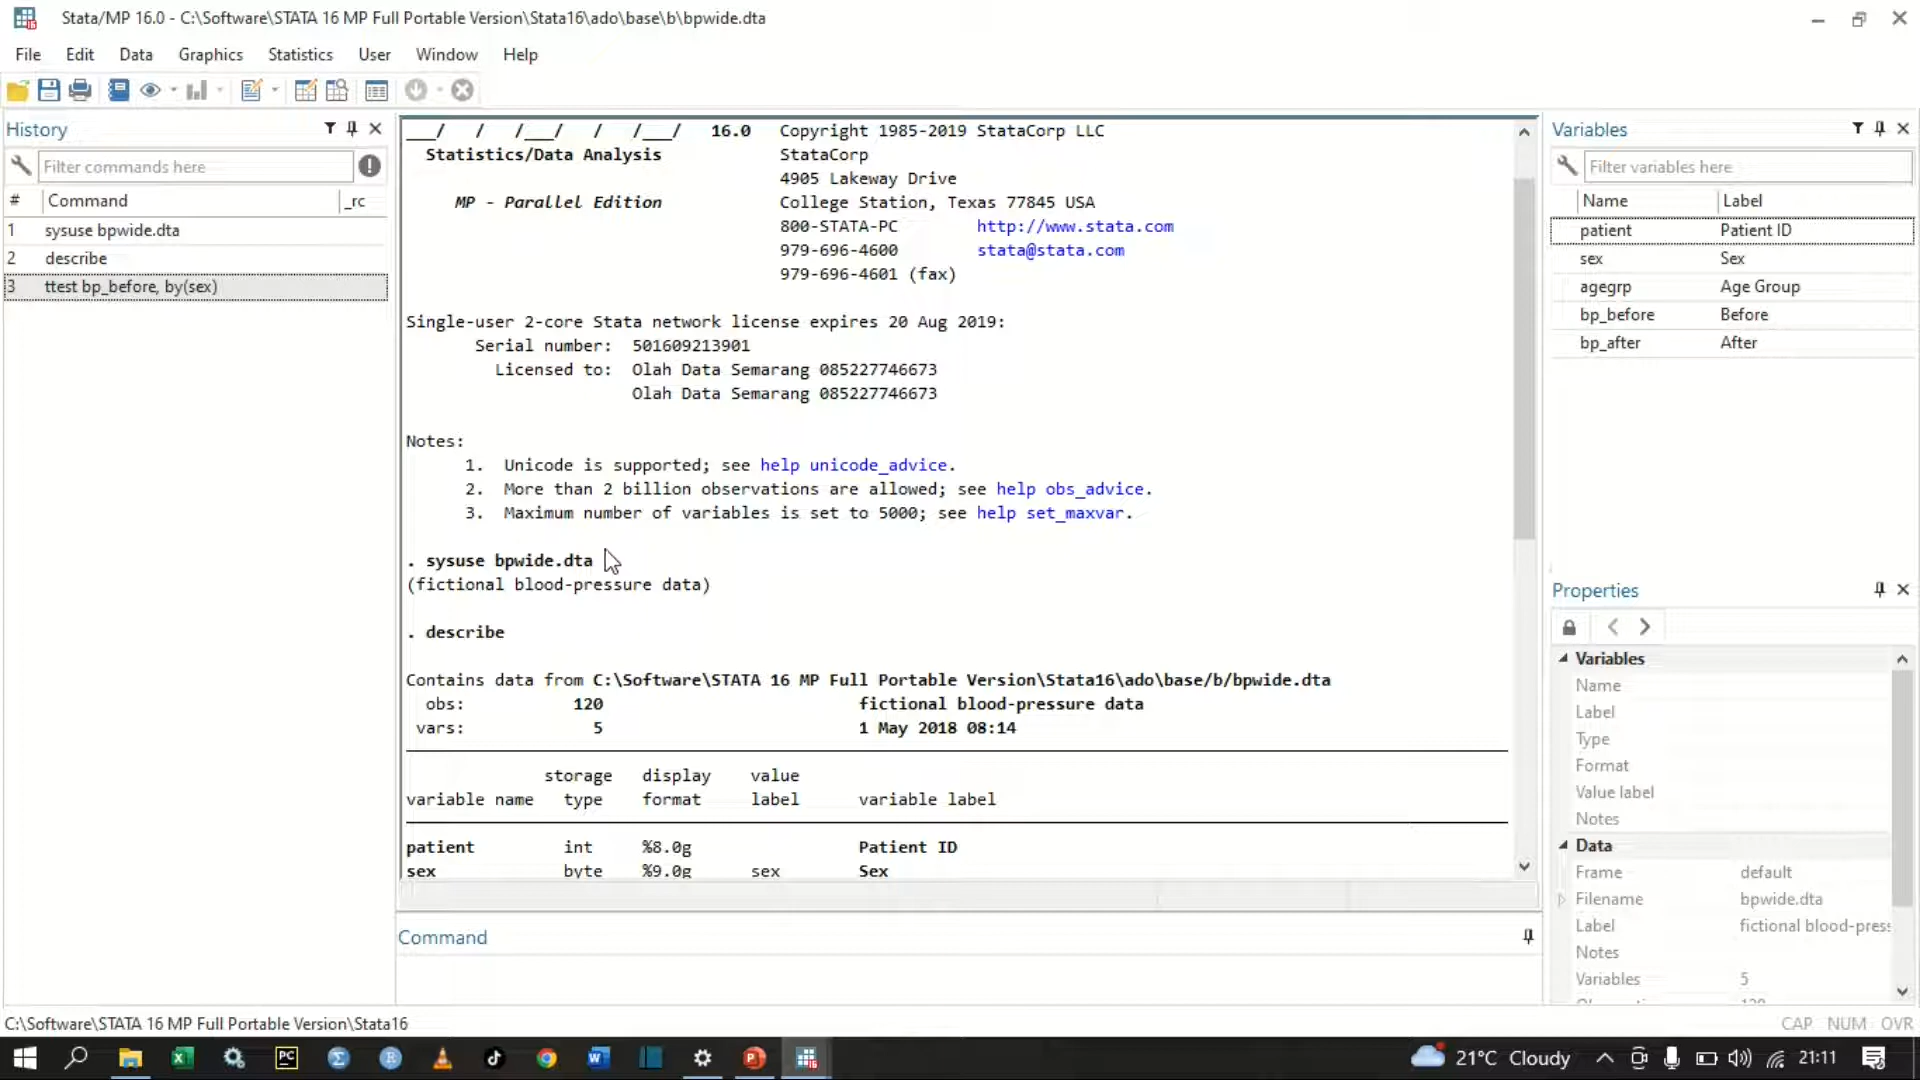 Stata/MP 16.0 - C:\Software\STATA 16 MP Full Portable Version\Stata16\ado\base\b\bpwide.dta
File Edit Data Graphics Statistics User Window Help
History
Filter commands here
# Command _rc
1 sysuse bpwide.dta
2 describe
3 ttest bp_before, by(sex)
___/ / /___/ / /___/ 16.0 Copyright 1985-2019 StataCorp LLC
Statistics/Data Analysis StataCorp
4905 Lakeway Drive
MP - Parallel Edition College Station, Texas 77845 USA
800-STATA-PC http://www.stata.com
979-696-4600 stata@stata.com
979-696-4601 (fax)
Single-user 2-core Stata network license expires 20 Aug 2019:
Serial number: 501609213901
Licensed to: Olah Data Semarang 085227746673
Olah Data Semarang 085227746673
Notes:
1. Unicode is supported; see help unicode_advice.
2. More than 2 billion observations are allowed; see help obs_advice.
3. Maximum number of variables is set to 5000; see help set_maxvar.
. sysuse bpwide.dta
(fictional blood-pressure data)
. describe
Contains data from C:\Software\STATA 16 MP Full Portable Version\Stata16\ado\base/b/bpwide.dta
obs: 120 fictional blood-pressure data
vars: 5 1 May 2018 08:14
storage display value
variable name type format label variable label
patient int %8.0g Patient ID
sex byte %9.0g sex Sex
Command
Variables
Filter variables here
Name Label
patient Patient ID
sex Sex
agegrp Age Group
bp_before Before
bp_after After
Properties
Variables
Name
Label
Type
Format
Value label
Notes
Data
Frame default
Filename bpwide.dta
Label fictional blood-press
Notes
Variables 5
C:\Software\STATA 16 MP Full Portable Version\Stata16
CAP NUM OVR
21°C Cloudy 21:11